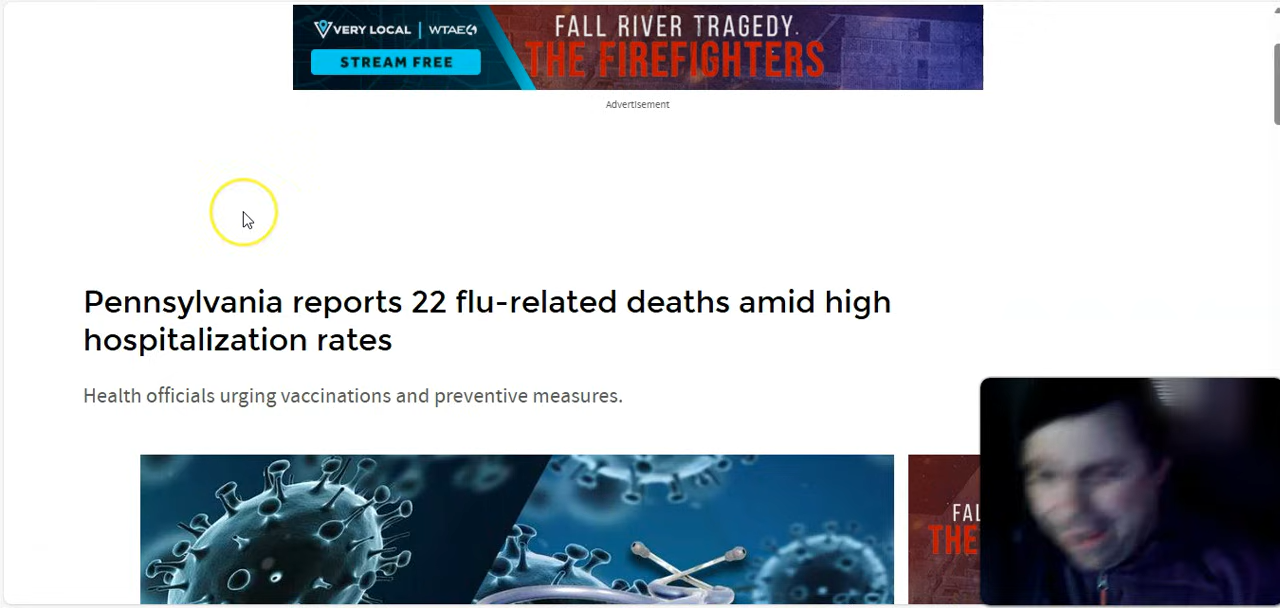 VERY LOCAL | WTAE4
STREAM FREE
FALL RIVER TRAGEDY.
THE FIREFIGHTERS
Advertisement
Pennsylvania reports 22 flu-related deaths amid high
hospitalization rates
Health officials urging vaccinations and preventive measures.
FAL
THE